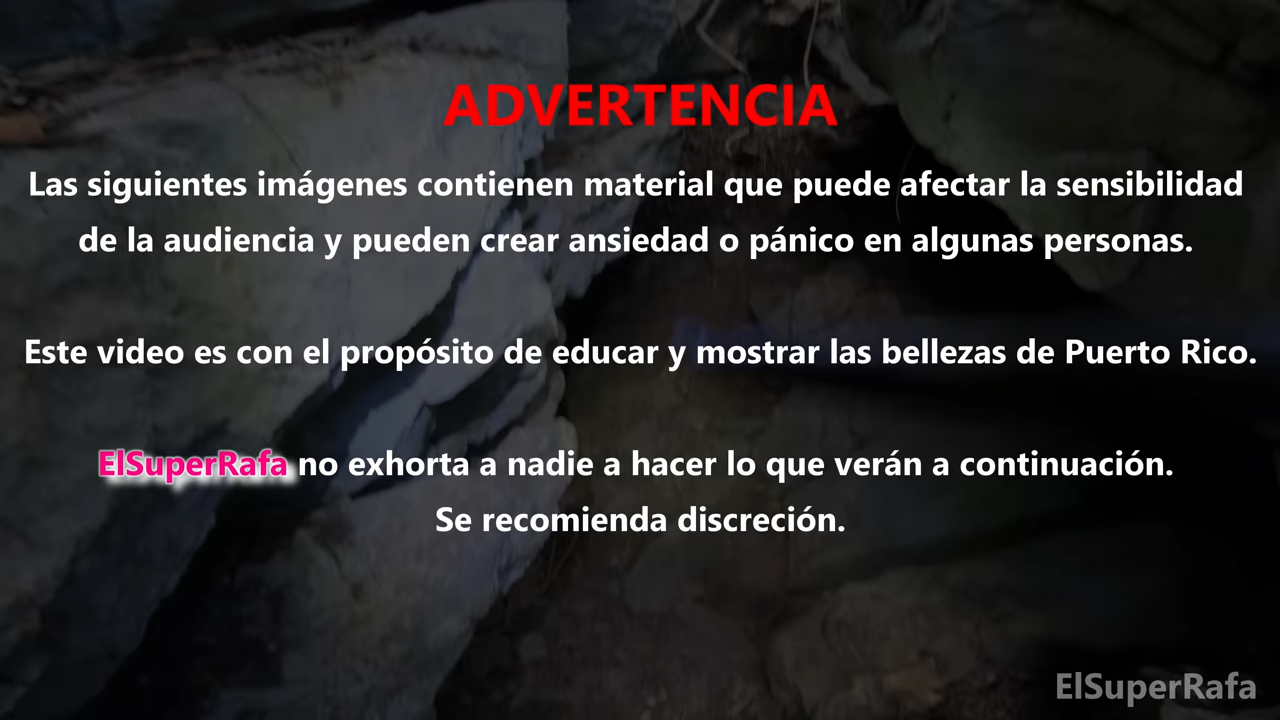 ADVERTENCIA
Las siguientes imágenes contienen material que puede afectar la sensibilidad
de la audiencia y pueden crear ansiedad o pánico en algunas personas.
Este video es con el propósito de educar y mostrar las bellezas de Puerto Rico.
ElSuperRafa no exhorta a nadie a hacer lo que verán a continuación.
Se recomienda discreción.
ElSuperRafa